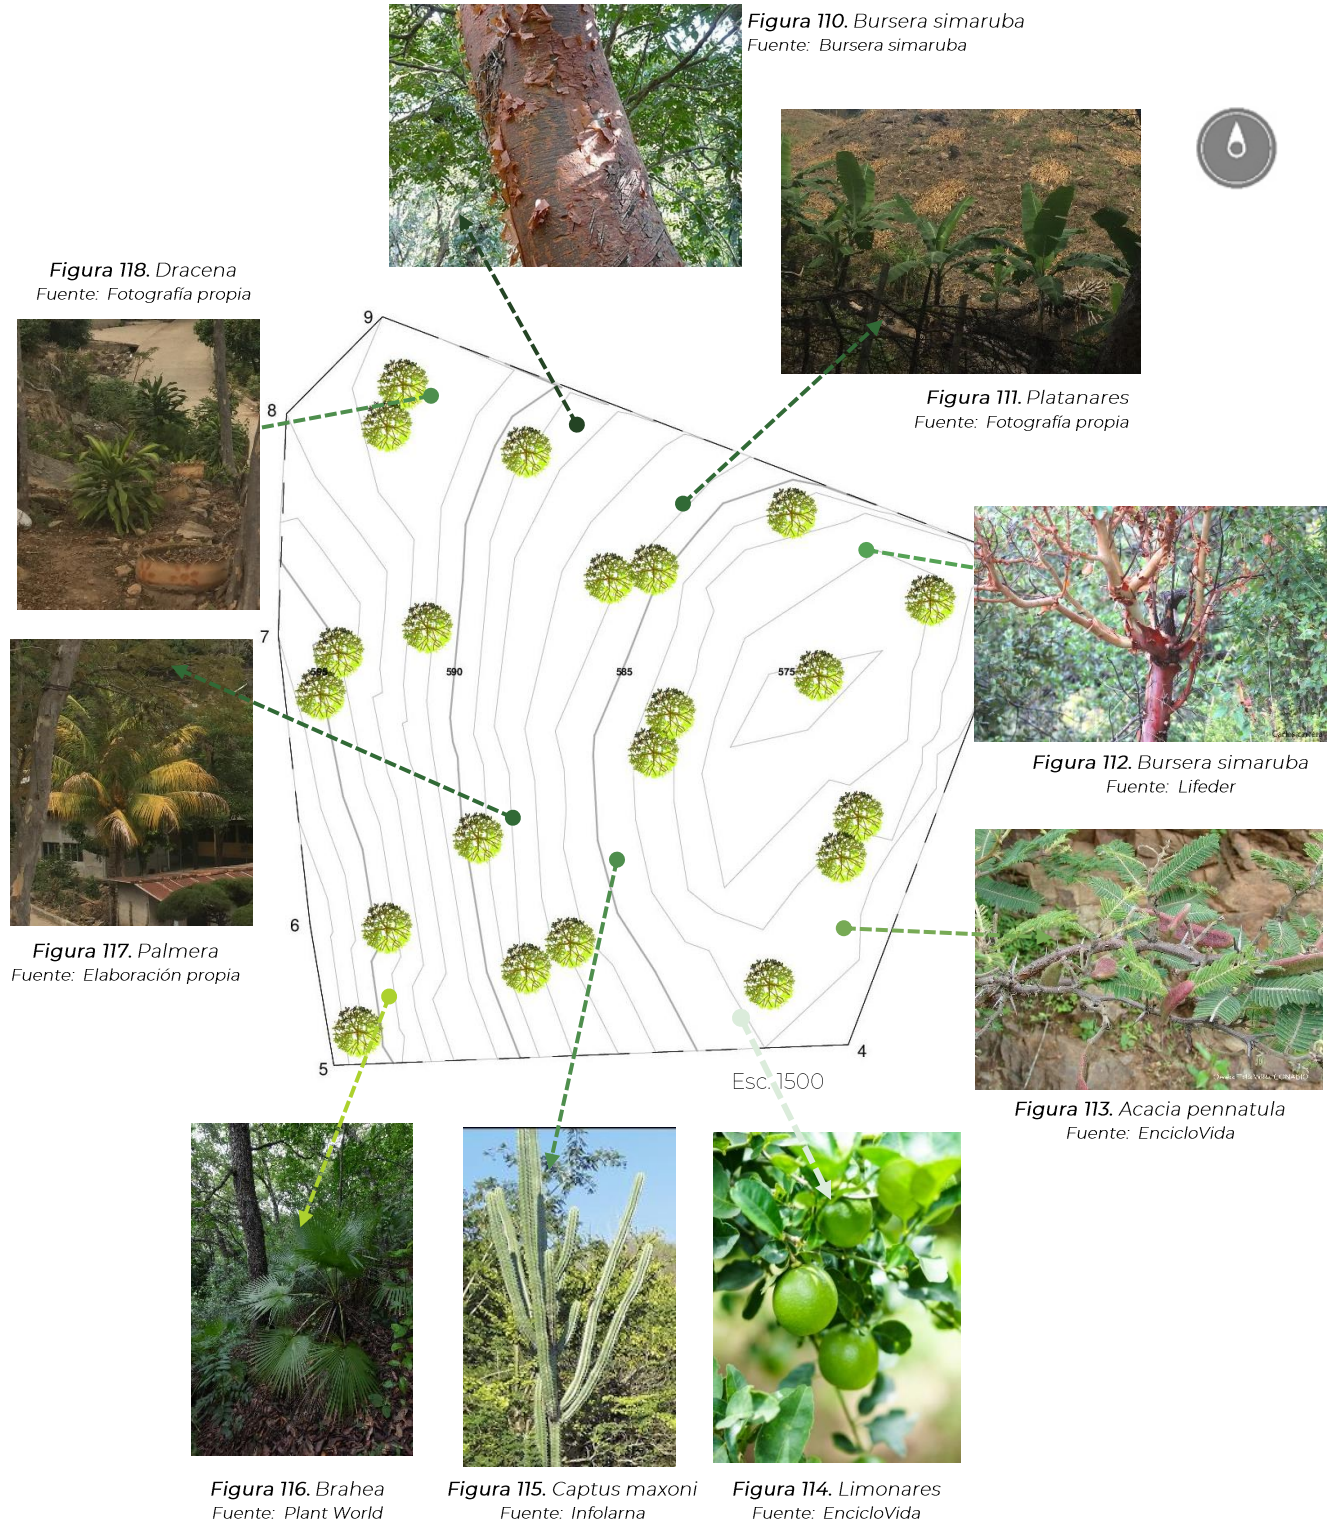 Figura 110. Bursera simaruba
Fuente: Bursera simaruba
Figura 118. Dracena
Fuente: Fotografía propia
Figura 111. Platanares
Fuente: Fotografía propia
9
8
7
590
585
575
Figura 112. Bursera simaruba
Fuente: Lifeder
6
Figura 117. Palmera
Fuente: Elaboración propia
5
4
Esc. 1500
Figura 113. Acacia pennatula
Fuente: EncicloVida
Figura 116. Brahea
Fuente: Plant World
Figura 115. Captus maxoni
Fuente: Infolarna
Figura 114. Limonares
Fuente: EncicloVida